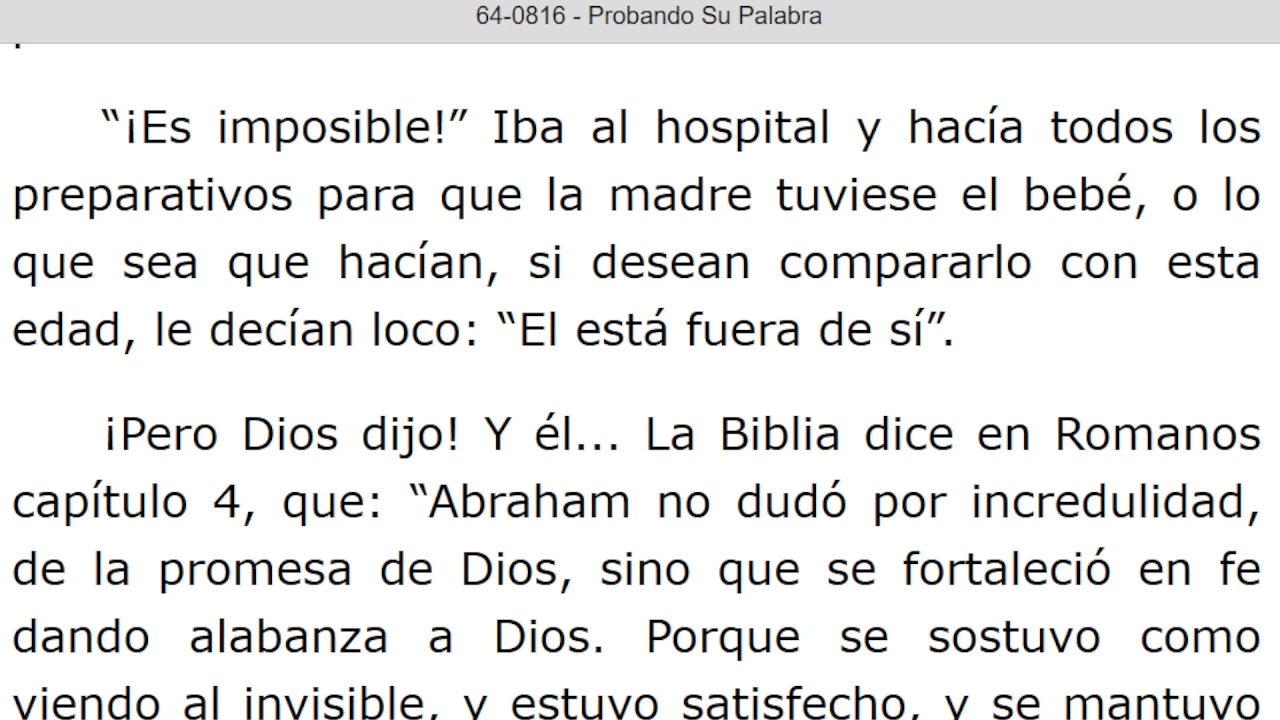 64-0816 - Probando Su Palabra
“¡Es imposible!” Iba al hospital y hacía todos los
preparativos para que la madre tuviese el bebé, o lo
que sea que hacían, si desean compararlo con esta
edad, le decían loco: “El está fuera de sí”.
¡Pero Dios dijo! Y él... La Biblia dice en Romanos
capítulo 4, que: “Abraham no dudó por incredulidad,
de la promesa de Dios, sino que se fortaleció en fe
dando alabanza a Dios. Porque se sostuvo como
viendo al invisible, y estuvo satisfecho, y se mantuvo